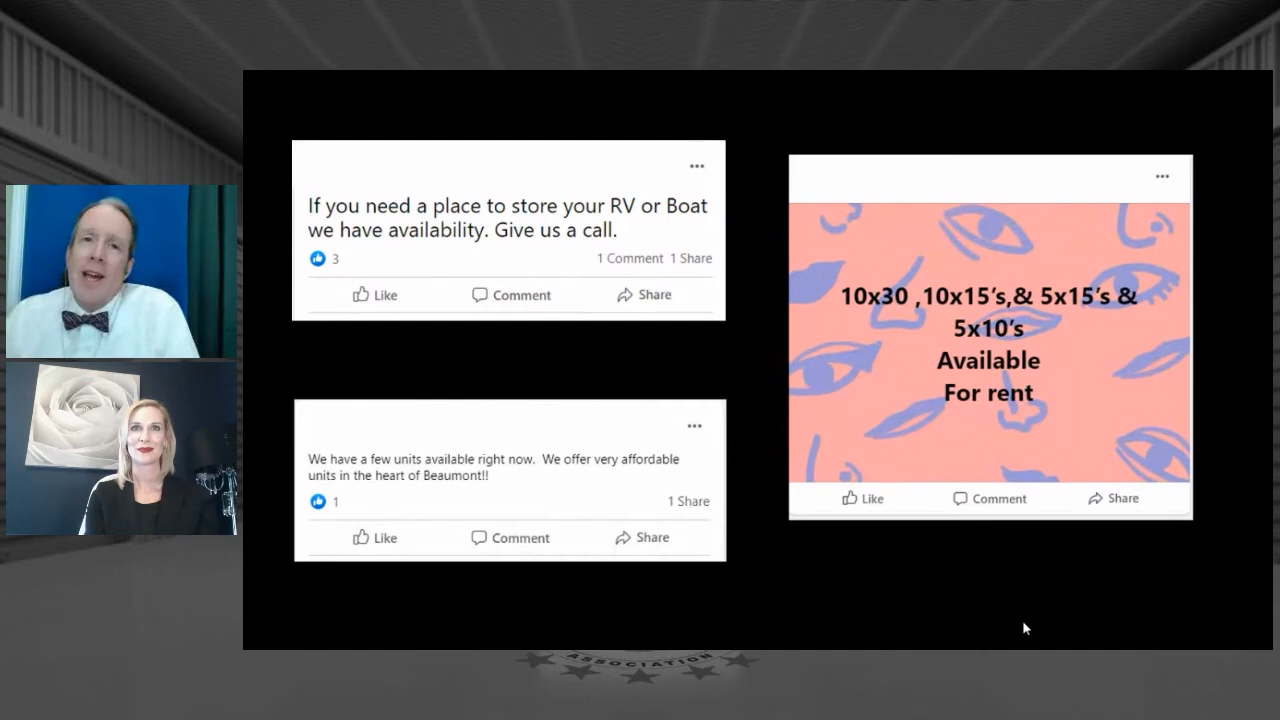 If you need a place to store your RV or Boat
we have availability. Give us a call.
3
1 Comment 1 Share
Like
Comment
Share
We have a few units available right now. We offer very affordable
units in the heart of Beaumont!!
1
1 Share
Like
Comment
Share
10x30 ,10x15’s,& 5x15’s &
5x10’s
Available
For rent
Like
Comment
Share
ASSOCIATION